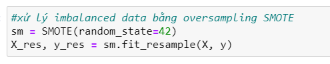 #xử lý imbalanced data bằng oversampling SMOTE
sm = SMOTE(random_state=42)
X_res, y_res = sm.fit_resample(X, y)